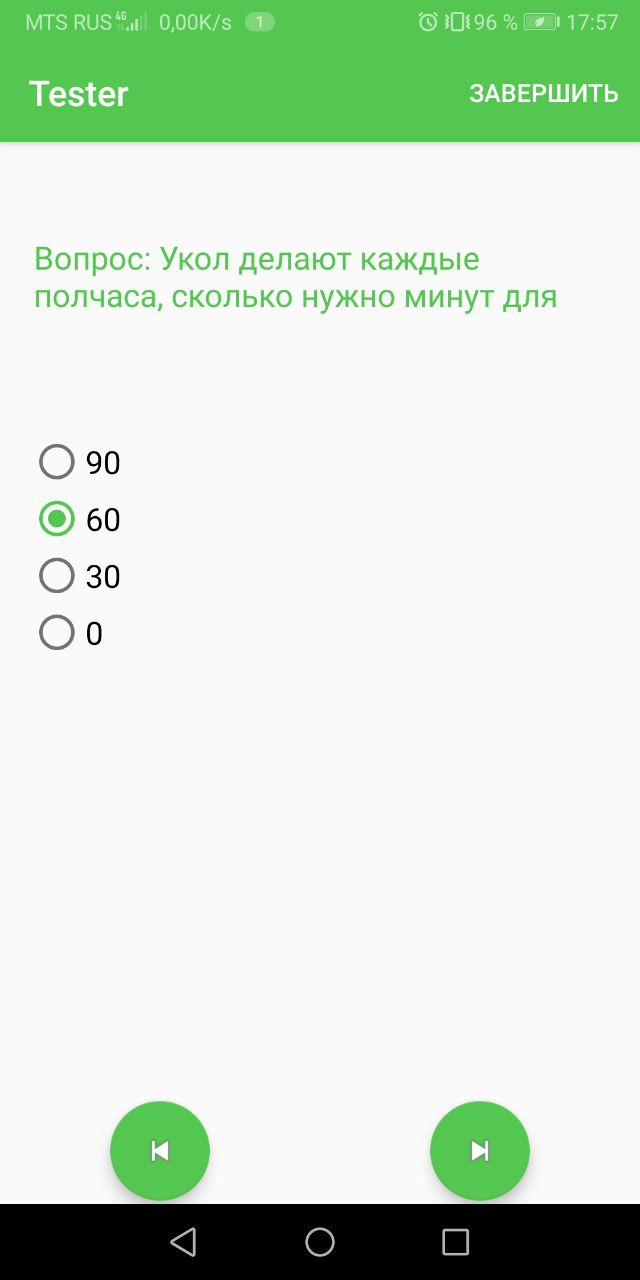 MTS RUS 4G 0,00K/s 1 96 % 17:57
Tester ЗАВЕРШИТЬ
Вопрос: Укол делают каждые
полчаса, сколько нужно минут для
90
60
30
0